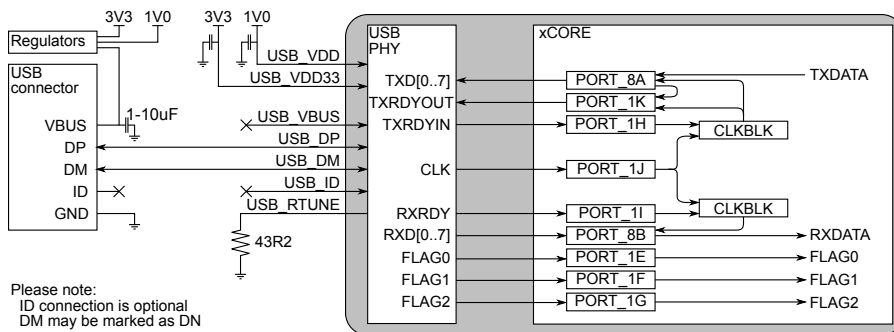 3V3 1V0
Regulators
USB
connector
1-10uF
VBUS
DP
DM
ID
GND
Please note:
ID connection is optional
DM may be marked as DN
3V3 1V0
USB_VDD
USB_VDD33
USB_VBUS
USB_DP
USB_DM
USB_ID
USB_RTUNE
43R2
USB
PHY
TXD[0..7]
TXRDYOUT
TXRDYIN
CLK
RXRDY
RXD[0..7]
FLAG0
FLAG1
FLAG2
xCORE
PORT_8A
PORT_1K
PORT_1H
PORT_1J
PORT_1I
PORT_8B
PORT_1E
PORT_1F
PORT_1G
CLKBLK
CLKBLK
TXDATA
RXDATA
FLAG0
FLAG1
FLAG2